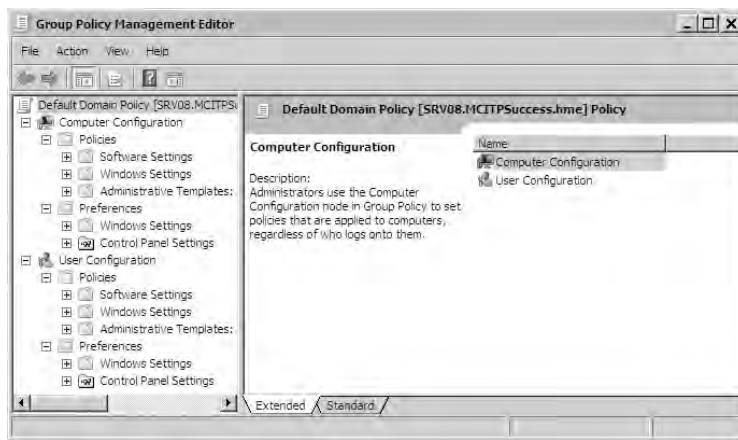 Group Policy Management Editor
File Action View Help
Default Domain Policy [SRV08.MCITPSu
Computer Configuration
Policies
Software Settings
Windows Settings
Administrative Templates:
Preferences
Windows Settings
Control Panel Settings
User Configuration
Policies
Software Settings
Windows Settings
Administrative Templates:
Preferences
Windows Settings
Control Panel Settings
Default Domain Policy [SRV08.MCITPSuccess.hme] Policy
Computer Configuration
Description:
Administrators use the Computer
Configuration node in Group Policy to set
policies that are applied to computers,
regardless of who logs onto them.
Name
Computer Configuration
User Configuration
Extended Standard